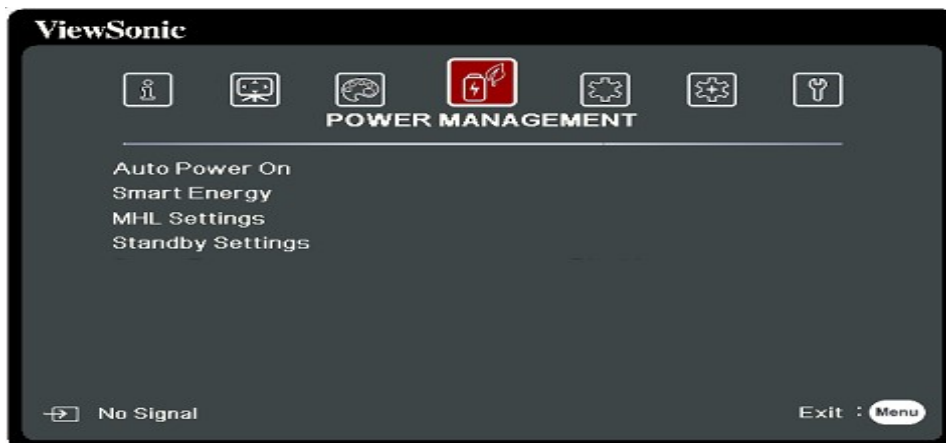 ViewSonic
POWER MANAGEMENT
Auto Power On
Smart Energy
MHL Settings
Standby Settings
No Signal
Exit : Menu